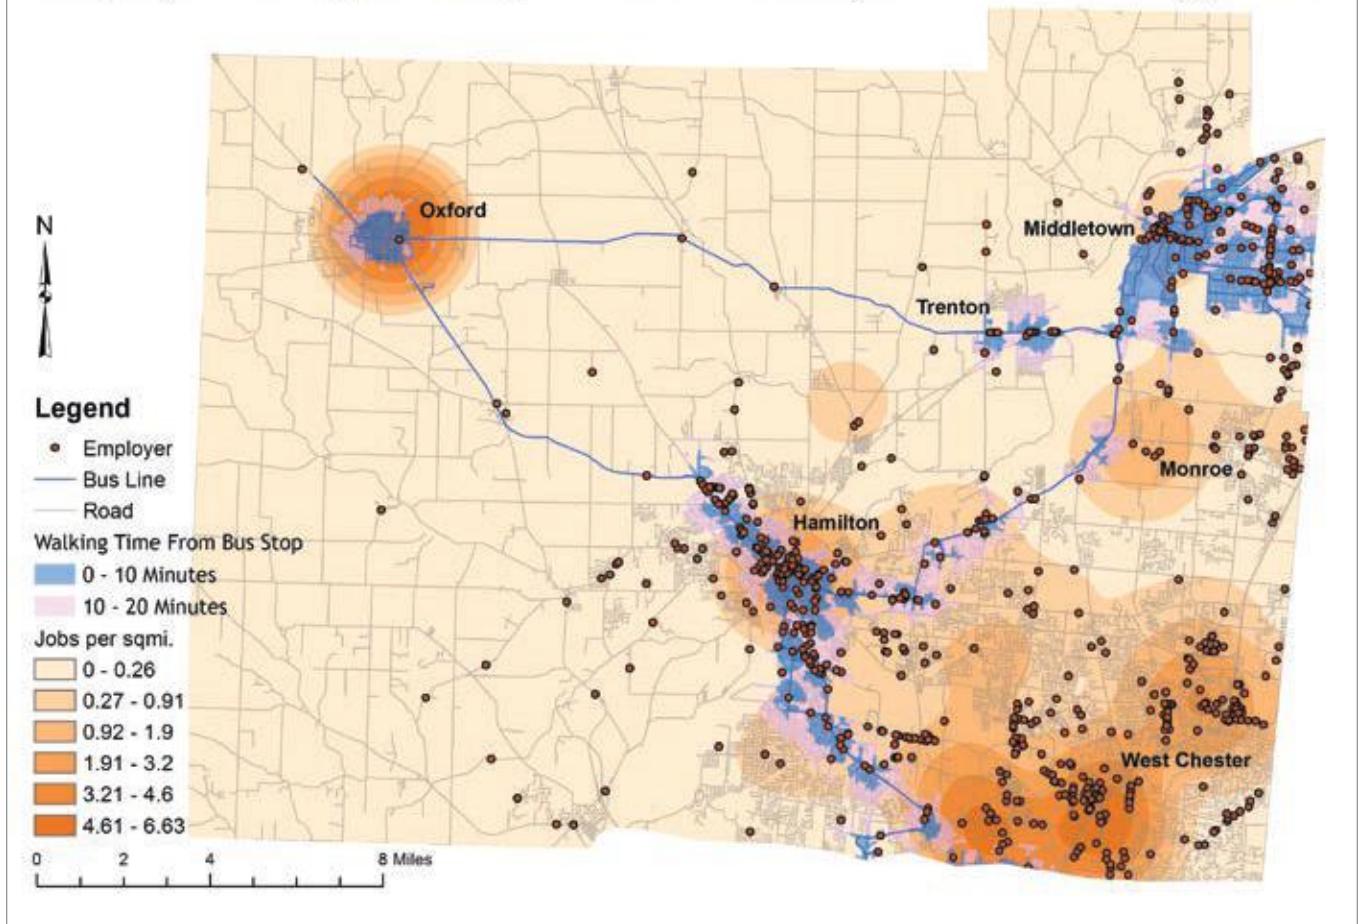 Oxford
Middletown
Trenton
N
Legend
Employer
Bus Line
Road
Monroe
Hamilton
Walking Time From Bus Stop
0 - 10 Minutes
10 - 20 Minutes
Jobs per sqmi.
0 - 0.26
0.27 - 0.91
0.92 - 1.9
1.91 - 3.2
3.21 - 4.6
4.61 - 6.63
West Chester
0 2 4 8 Miles